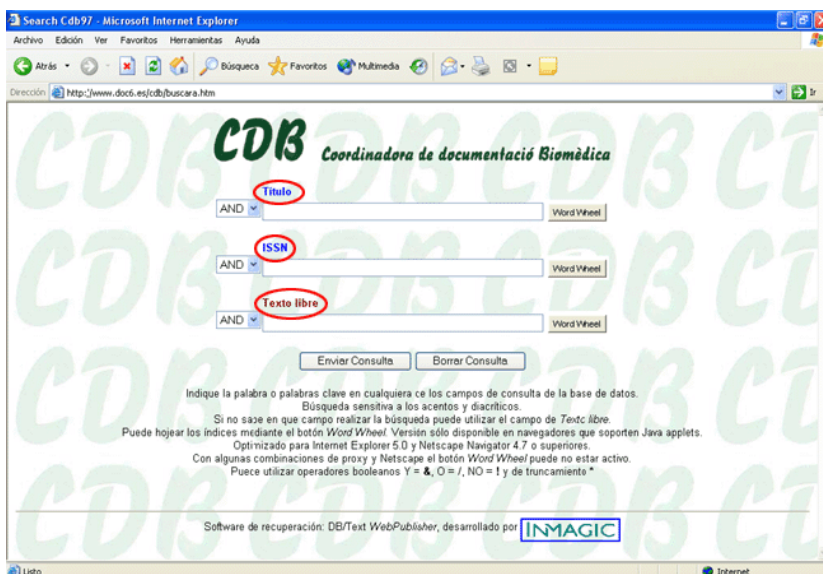 Search Cdb97 - Microsoft Internet Explorer
Archivo Edición Ver Favoritos Herramientas Ayuda
Atrás Búsqueda Favoritos Multimedia
Dirección http://www.doc6.es/cdb/buscara.htm Ir
CDB Coordinadora de documentació Biomèdica
Título
AND Word Wheel
ISSN
AND Word Wheel
Texto libre
AND Word Wheel
Enviar Consulta Borrar Consulta
Indique la palabra o palabras clave en cualquiera ce los campos de consulta de la base de datos.
Búsqueda sensitiva a los acentos y diacríticos.
Si no sabe en que campo realizar la búsqueda puede utilizar el campo de Texto libre.
Puede hojear los índices mediante el botón Word Wheel. Versión sólo disponible en navegadores que soporten Java applets.
Optimizado para Internet Explorer 5.0 y Netscape Navigator 4.7 o superiores.
Con algunas combinaciones de proxy y Netscape el botón Word Wheel puede no estar activo.
Puece utilizar operadores booleanos Y = &, O = /, NO = ! y de truncamiento *
Software de recuperación: DB/Text WebPublisher, desarrollado por INMAGIC
Listo Internet